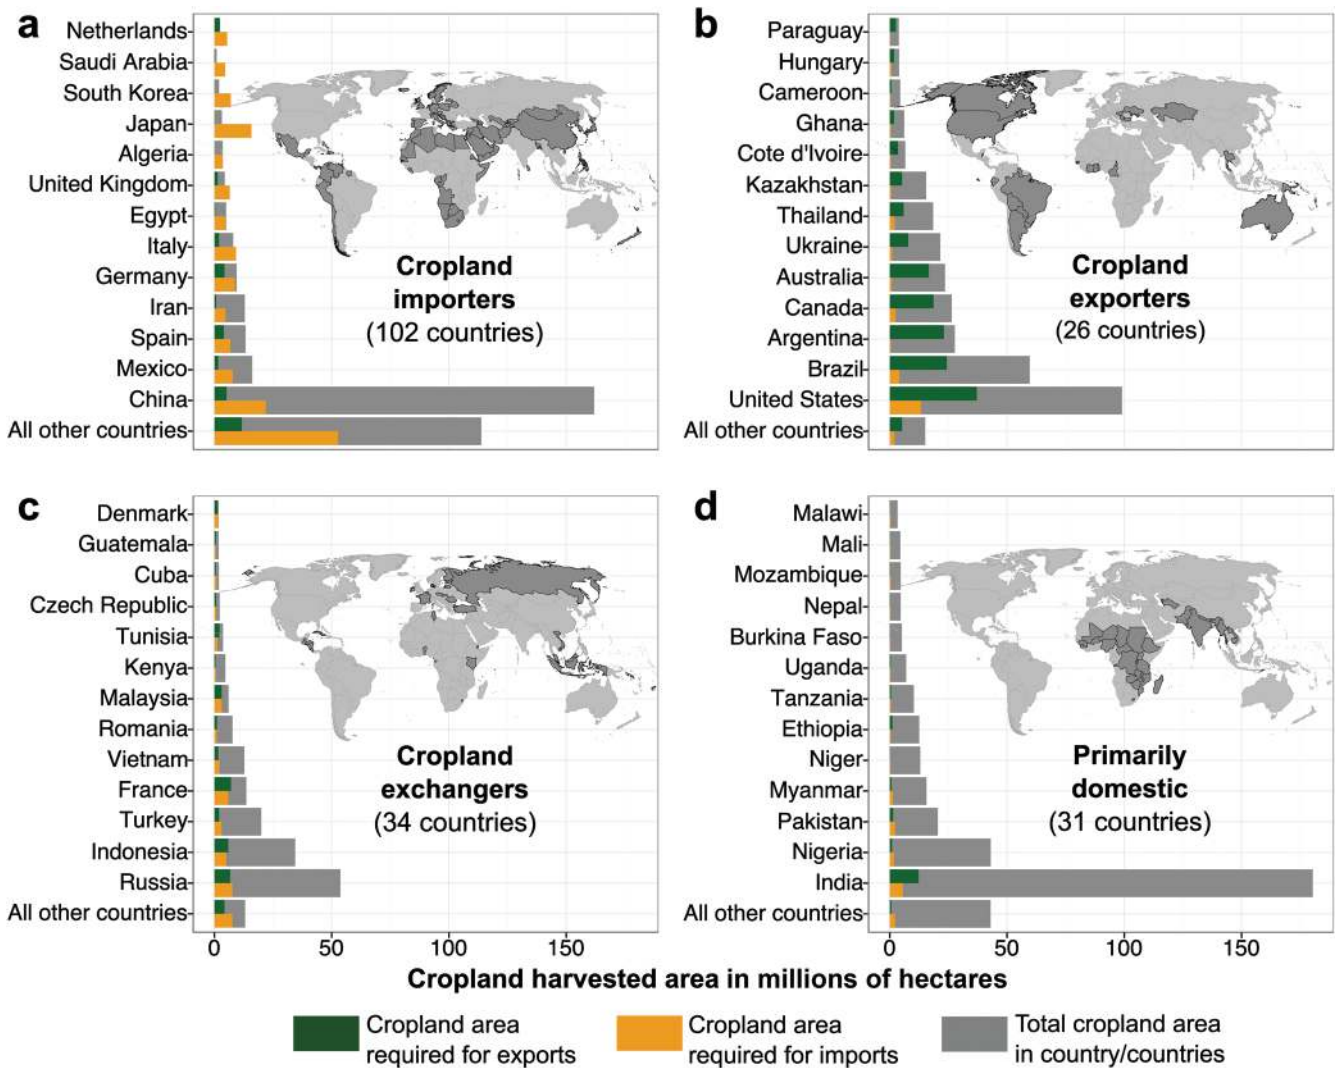 a
Netherlands
Saudi Arabia
South Korea
Japan
Algeria
United Kingdom
Egypt
Italy
Germany
Iran
Spain
Mexico
China
All other countries
Cropland
importers
(102 countries)
b
Paraguay
Hungary
Cameroon
Ghana
Cote d'Ivoire
Kazakhstan
Thailand
Ukraine
Australia
Canada
Argentina
Brazil
United States
All other countries
Cropland
exporters
(26 countries)
c
Denmark
Guatemala
Cuba
Czech Republic
Tunisia
Kenya
Malaysia
Romania
Vietnam
France
Turkey
Indonesia
Russia
All other countries
Cropland
exchangers
(34 countries)
0 50 100 150
d
Malawi
Mali
Mozambique
Nepal
Burkina Faso
Uganda
Tanzania
Ethiopia
Niger
Myanmar
Pakistan
Nigeria
India
All other countries
Primarily
domestic
(31 countries)
0 50 100 150
Cropland harvested area in millions of hectares
Cropland area
required for exports
Cropland area
required for imports
Total cropland area
in country/countries